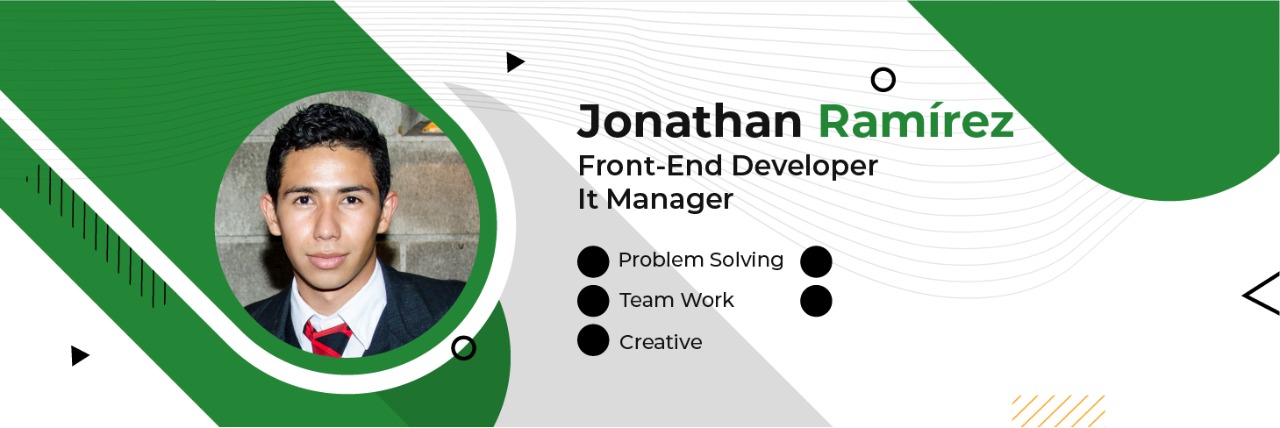 Jonathan Ramírez
Front-End Developer
It Manager
Problem Solving
Team Work
Creative